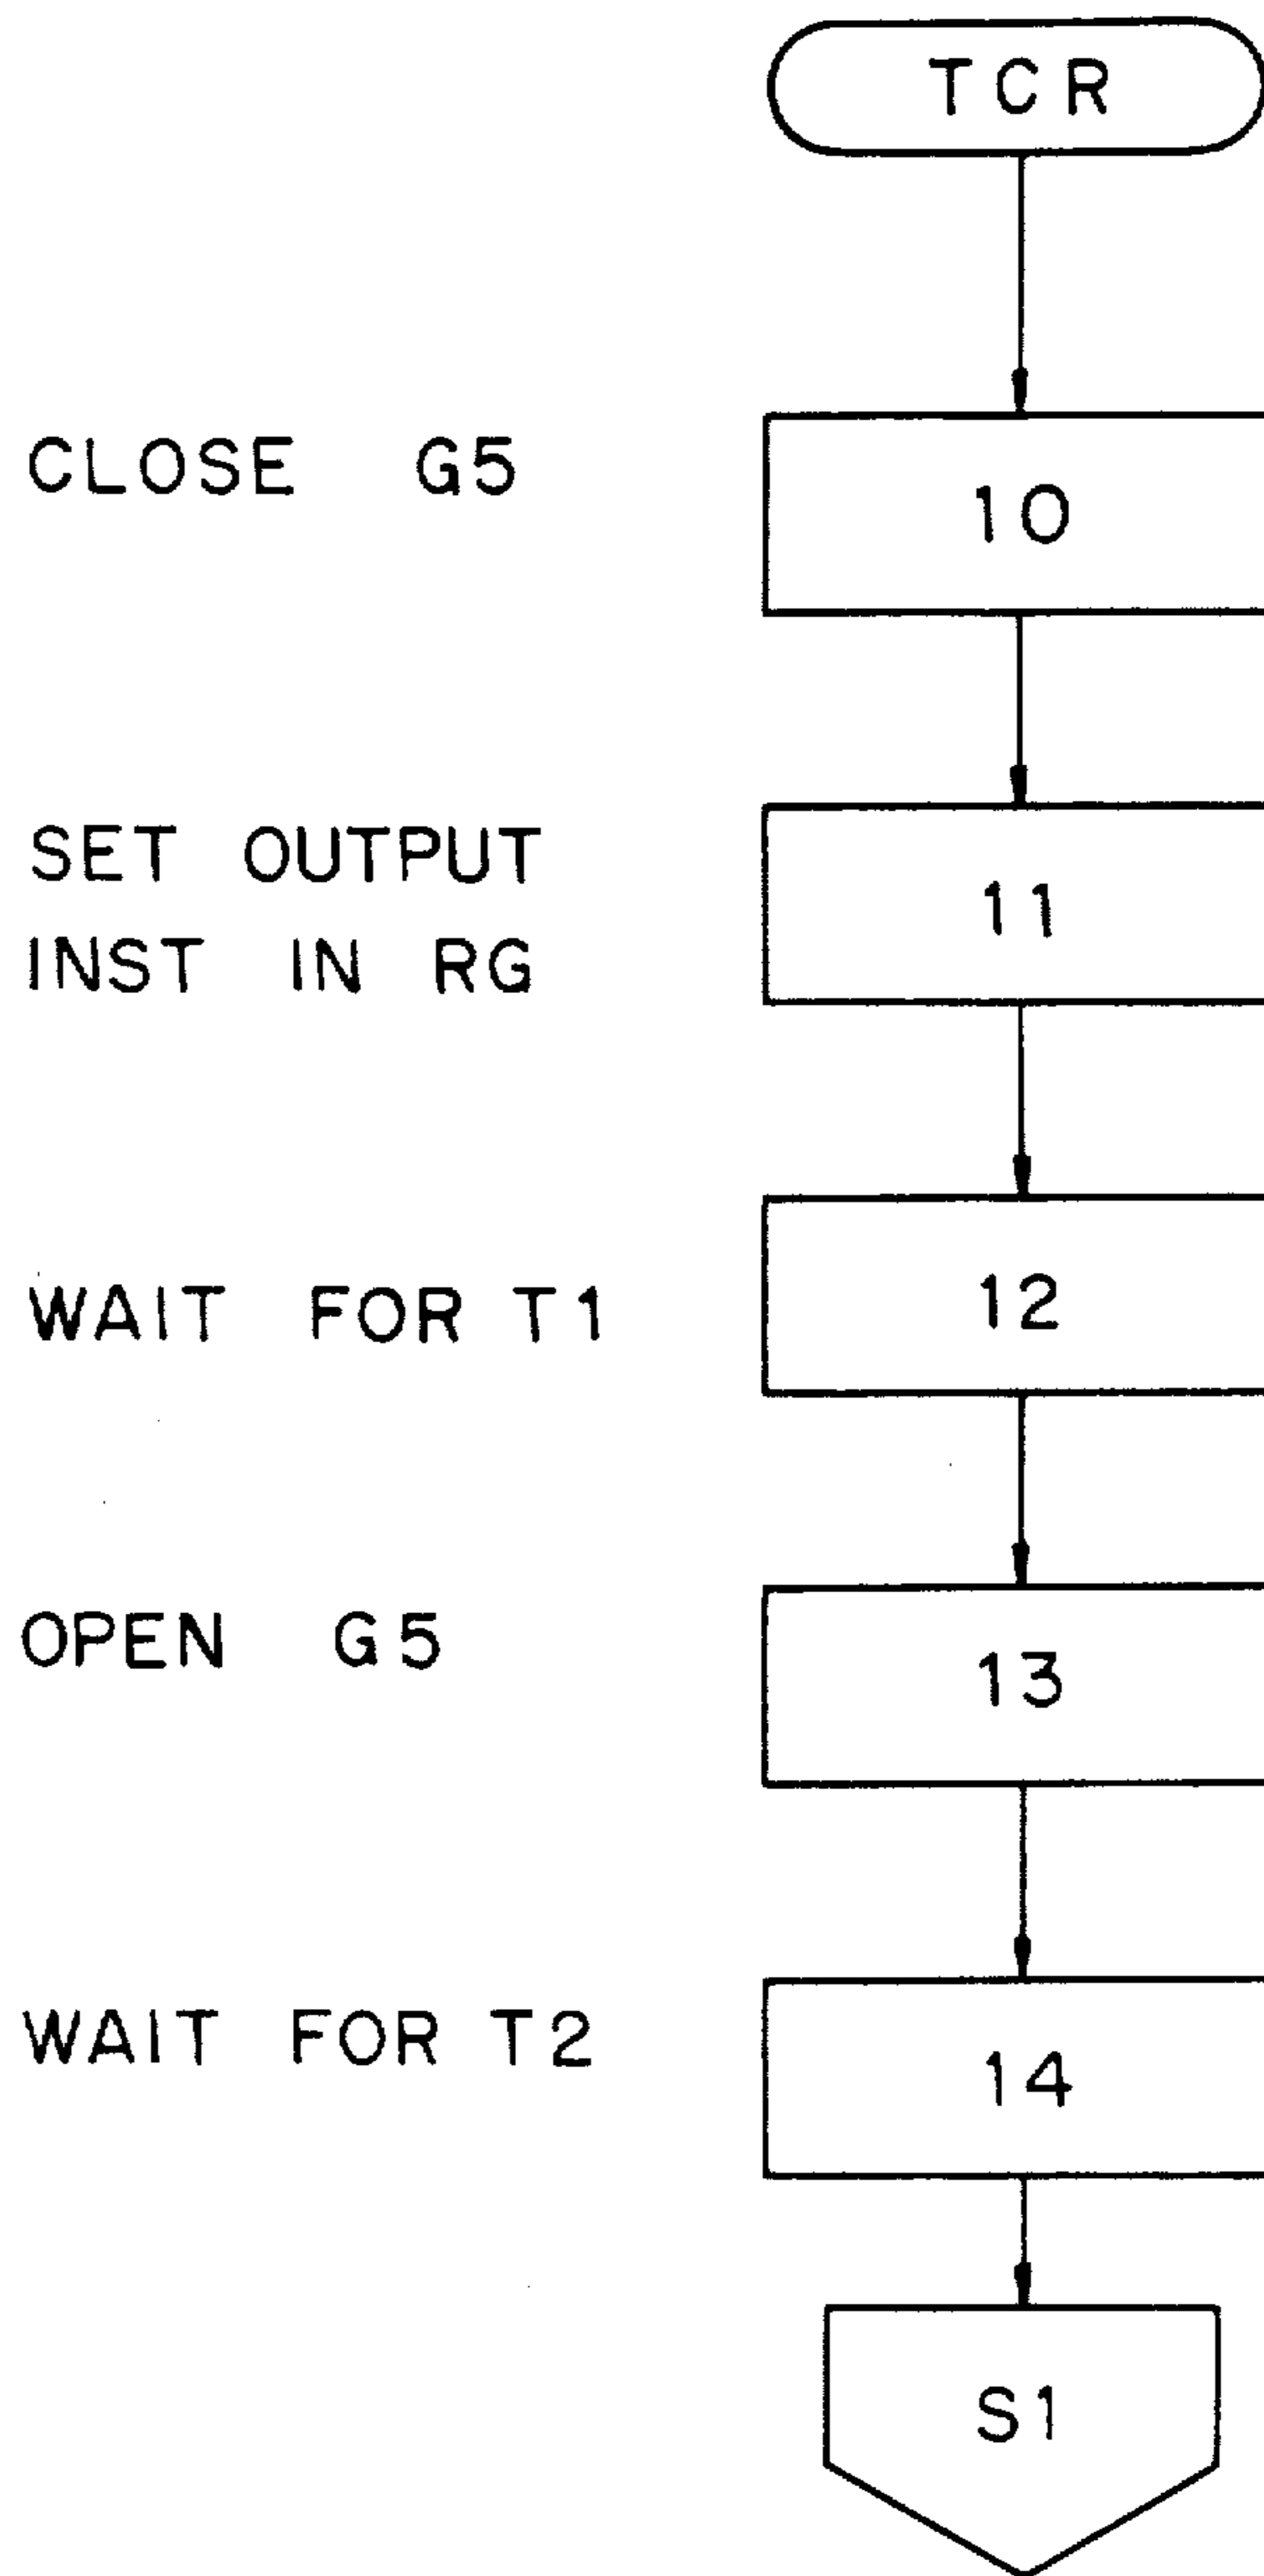 TCR
CLOSE G5
10
SET OUTPUT
INST IN RG
11
WAIT FOR T1
12
OPEN G5
13
WAIT FOR T2
14
S1